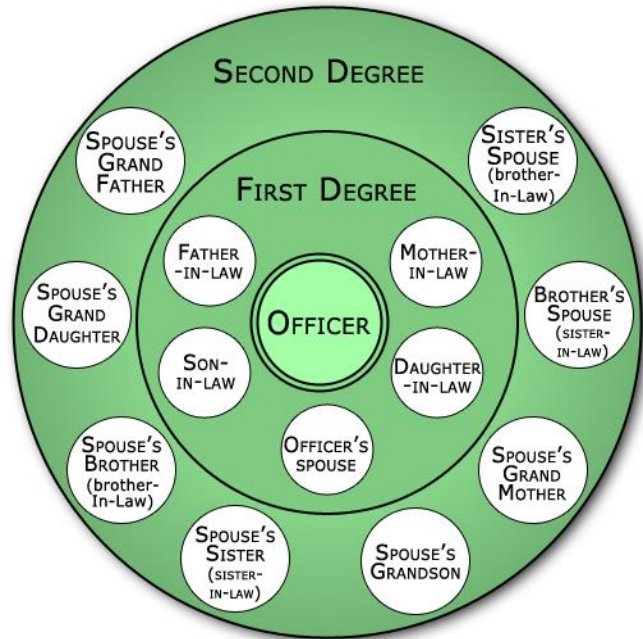 SECOND DEGREE
SPOUSE'S
GRAND
FATHER
SISTER'S
SPOUSE
(brother-
In-Law)
FIRST DEGREE
FATHER
-IN-LAW
MOTHER-
IN-LAW
SPOUSE'S
GRAND
DAUGHTER
OFFICER
BROTHER'S
SPOUSE
(SISTER-
IN-LAW)
SON-
IN-LAW
DAUGHTER
-IN-LAW
OFFICER'S
SPOUSE
SPOUSE'S
BROTHER
(brother-
In-Law)
SPOUSE'S
GRAND
MOTHER
SPOUSE'S
SISTER
(SISTER-
IN-LAW)
SPOUSE'S
GRANDSON